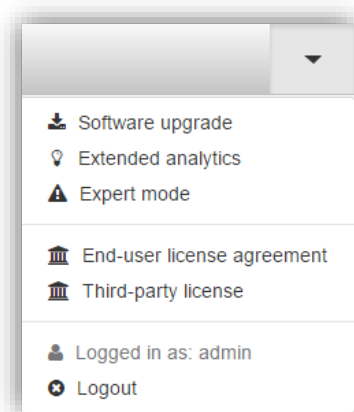 Software upgrade
Extended analytics
Expert mode
End-user license agreement
Third-party license
Logged in as: admin
Logout